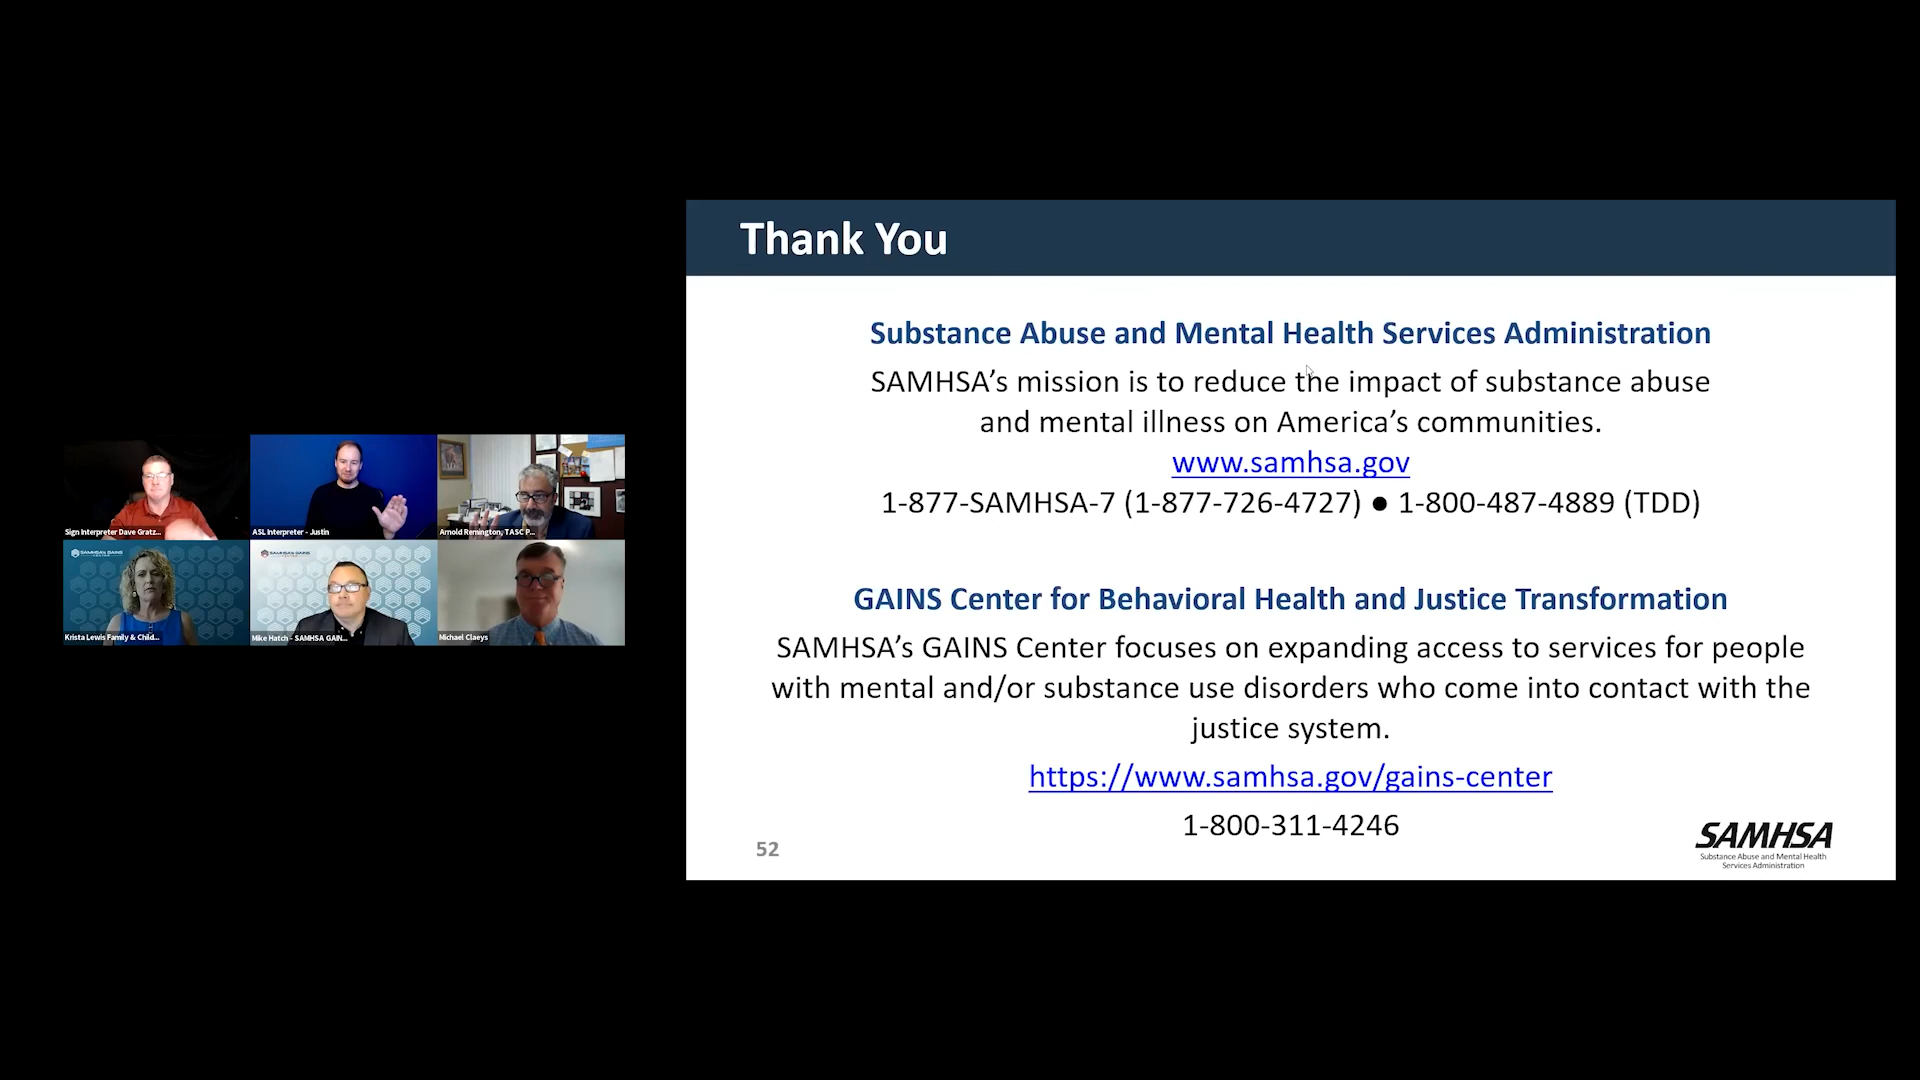 Thank You
Substance Abuse and Mental Health Services Administration
SAMHSA’s mission is to reduce the impact of substance abuse
and mental illness on America’s communities.
www.samhsa.gov
1-877-SAMHSA-7 (1-877-726-4727) ● 1-800-487-4889 (TDD)
GAINS Center for Behavioral Health and Justice Transformation
SAMHSA’s GAINS Center focuses on expanding access to services for people
with mental and/or substance use disorders who come into contact with the
justice system.
https://www.samhsa.gov/gains-center
1-800-311-4246
52
SAMHSA
Substance Abuse and Mental Health
Services Administration
Sign Interpreter Dave Gratz...
ASL Interpreter - Justin
Arnold Remington, TASC P...
SAMHSA's GAINS
CENTER
Krista Lewis Family & Child...
SAMHSA's GAINS
CENTER
Mike Hatch - SAMHSA GAIN...
Michael Claeys